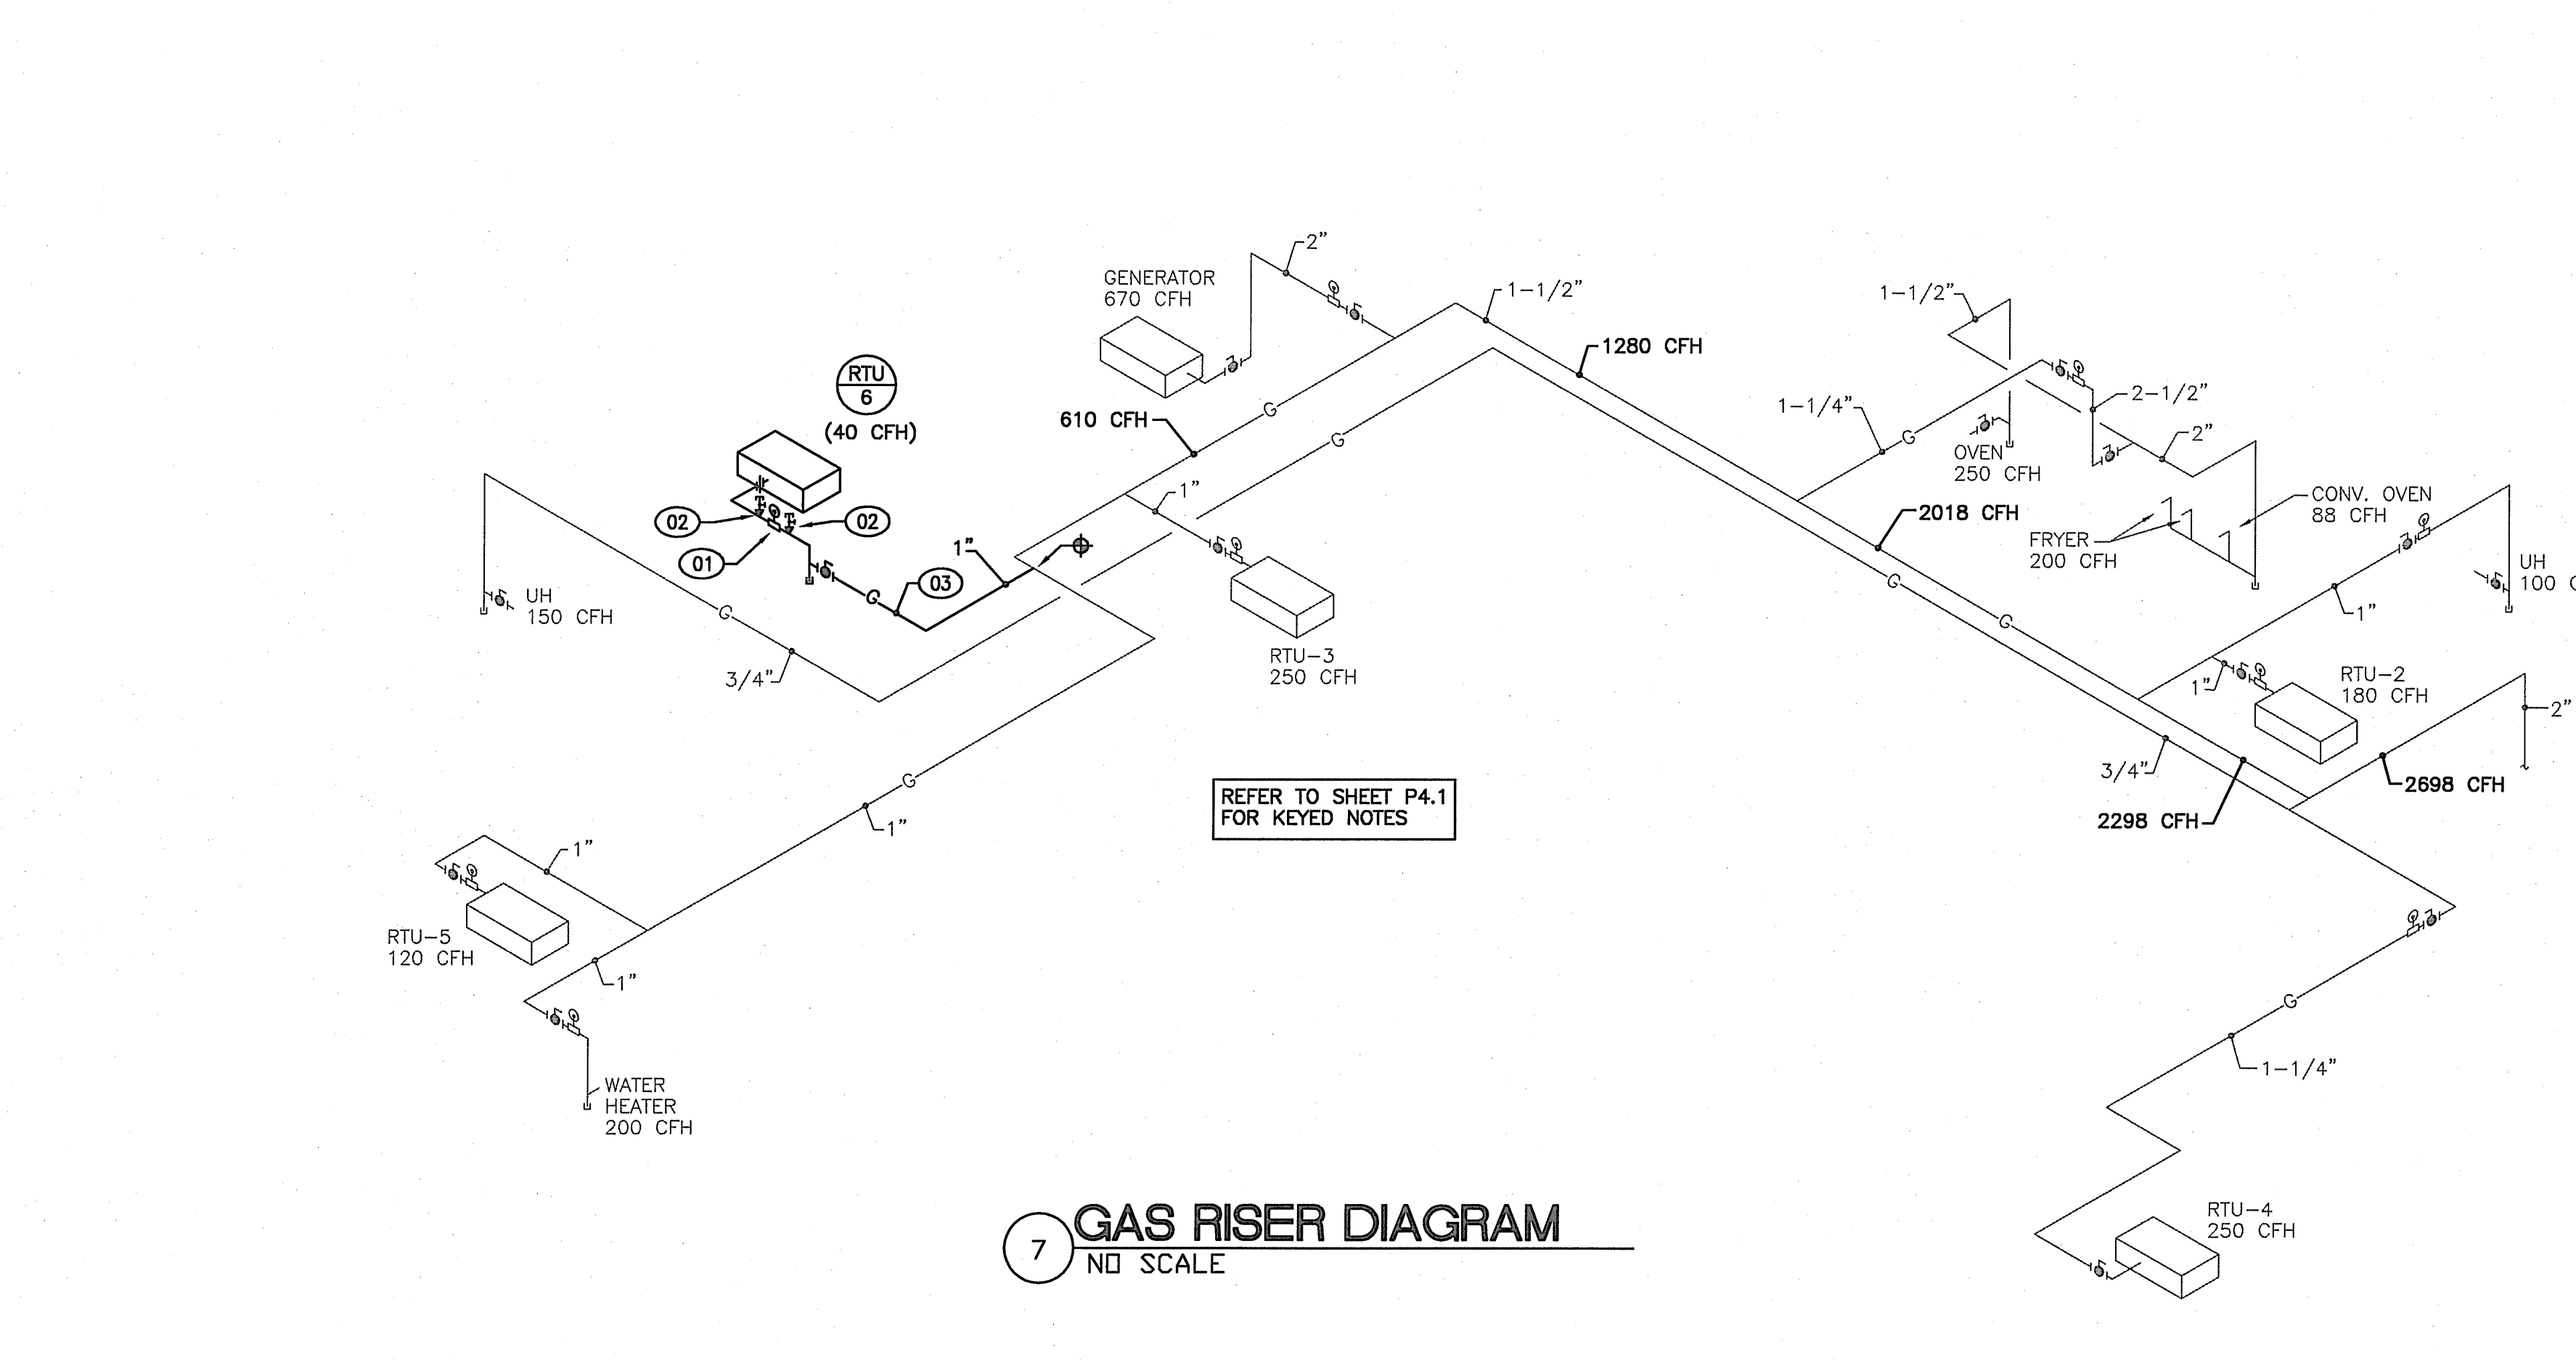 2"
GENERATOR
670 CFH
1-1/2"
1-1/2"
1280 CFH
RTU
6
(40 CFH)
610 CFH
G
G
1-1/4"
G
2-1/2"
2"
OVEN
250 CFH
CONV. OVEN
88 CFH
FRYER
200 CFH
1"
2018 CFH
02
02
01
1"
03
G
UH
150 CFH
G
3/4"
G
G
UH
100
1"
RTU-3
250 CFH
1"
RTU-2
180 CFH
2"
3/4"
2698 CFH
2298 CFH
G
1"
REFER TO SHEET P4.1
FOR KEYED NOTES
1"
RTU-5
120 CFH
1"
G
1-1/4"
WATER
HEATER
200 CFH
RTU-4
250 CFH
7
GAS RISER DIAGRAM
NO SCALE